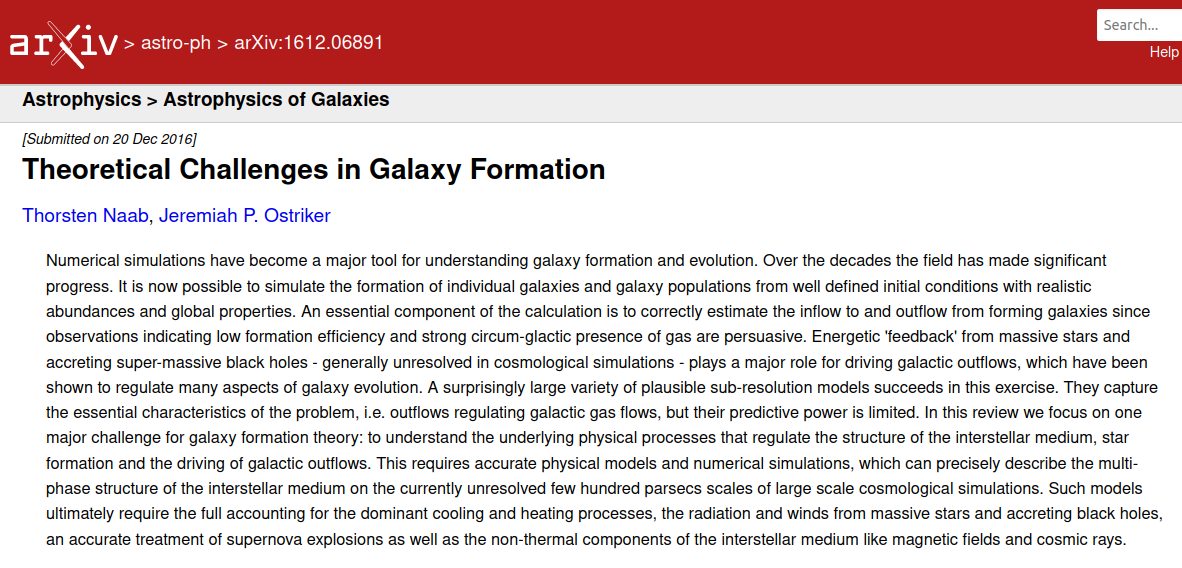 arXiv > astro-ph > arXiv:1612.06891
Search...
Help
Astrophysics > Astrophysics of Galaxies
[Submitted on 20 Dec 2016]
Theoretical Challenges in Galaxy Formation
Thorsten Naab, Jeremiah P. Ostriker
Numerical simulations have become a major tool for understanding galaxy formation and evolution. Over the decades the field has made significant
progress. It is now possible to simulate the formation of individual galaxies and galaxy populations from well defined initial conditions with realistic
abundances and global properties. An essential component of the calculation is to correctly estimate the inflow to and outflow from forming galaxies since
observations indicating low formation efficiency and strong circum-glactic presence of gas are persuasive. Energetic 'feedback' from massive stars and
accreting super-massive black holes - generally unresolved in cosmological simulations - plays a major role for driving galactic outflows, which have been
shown to regulate many aspects of galaxy evolution. A surprisingly large variety of plausible sub-resolution models succeeds in this exercise. They capture
the essential characteristics of the problem, i.e. outflows regulating galactic gas flows, but their predictive power is limited. In this review we focus on one
major challenge for galaxy formation theory: to understand the underlying physical processes that regulate the structure of the interstellar medium, star
formation and the driving of galactic outflows. This requires accurate physical models and numerical simulations, which can precisely describe the multi-
phase structure of the interstellar medium on the currently unresolved few hundred parsecs scales of large scale cosmological simulations. Such models
ultimately require the full accounting for the dominant cooling and heating processes, the radiation and winds from massive stars and accreting black holes,
an accurate treatment of supernova explosions as well as the non-thermal components of the interstellar medium like magnetic fields and cosmic rays.